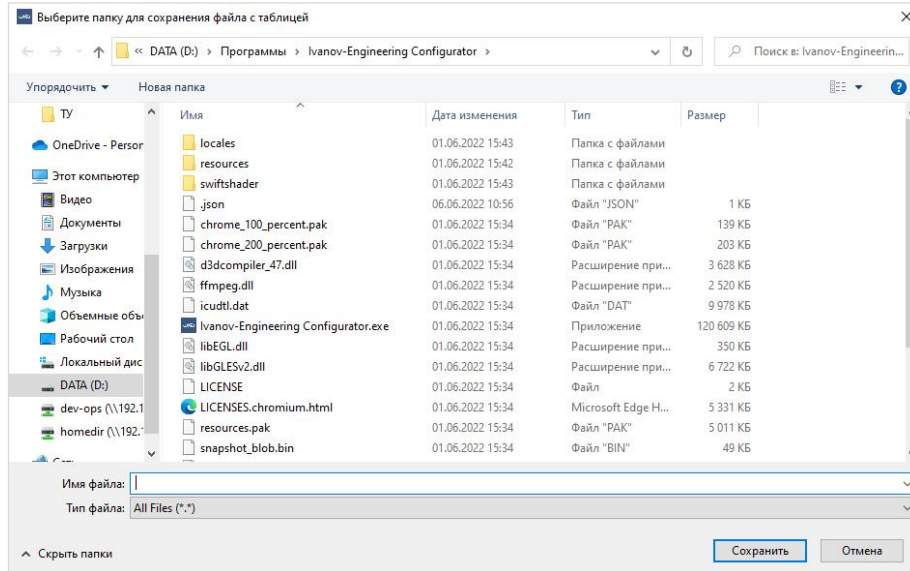 Выберите папку для сохранения файла с таблицей
« DATA (D:) › Программы › Ivanov-Engineering Configurator ›
Поиск в: Ivanov-Engineerin...
Упорядочить Новая папка
Имя Дата изменения Тип Размер
ТУ
OneDrive - Person
Этот компьютер
Видео
Документы
Загрузки
Изображения
Музыка
Объемные объ
Рабочий стол
Локальный дис
DATA (D:)
dev-ops (\\192.1
homedir (\\192.1
locales 01.06.2022 15:43 Папка с файлами
resources 01.06.2022 15:42 Папка с файлами
swiftshader 01.06.2022 15:43 Папка с файлами
.json 06.06.2022 10:56 Файл "JSON" 1 КБ
chrome_100_percent.pak 01.06.2022 15:34 Файл "PAK" 139 КБ
chrome_200_percent.pak 01.06.2022 15:34 Файл "PAK" 203 КБ
d3dcompiler_47.dll 01.06.2022 15:34 Расширение при... 3 628 КБ
ffmpeg.dll 01.06.2022 15:34 Расширение при... 2 520 КБ
icudtl.dat 01.06.2022 15:34 Файл "DAT" 9 978 КБ
Ivanov-Engineering Configurator.exe 01.06.2022 15:34 Приложение 120 609 КБ
libEGL.dll 01.06.2022 15:34 Расширение при... 350 КБ
libGLESv2.dll 01.06.2022 15:34 Расширение при... 6 722 КБ
LICENSE 01.06.2022 15:34 Файл 2 КБ
LICENSES.chromium.html 01.06.2022 15:34 Microsoft Edge H... 5 331 КБ
resources.pak 01.06.2022 15:34 Файл "PAK" 5 011 КБ
snapshot_blob.bin 01.06.2022 15:34 Файл "BIN" 49 КБ
Имя файла:
Тип файла: All Files (*.*)
Скрыть папки
Сохранить Отмена